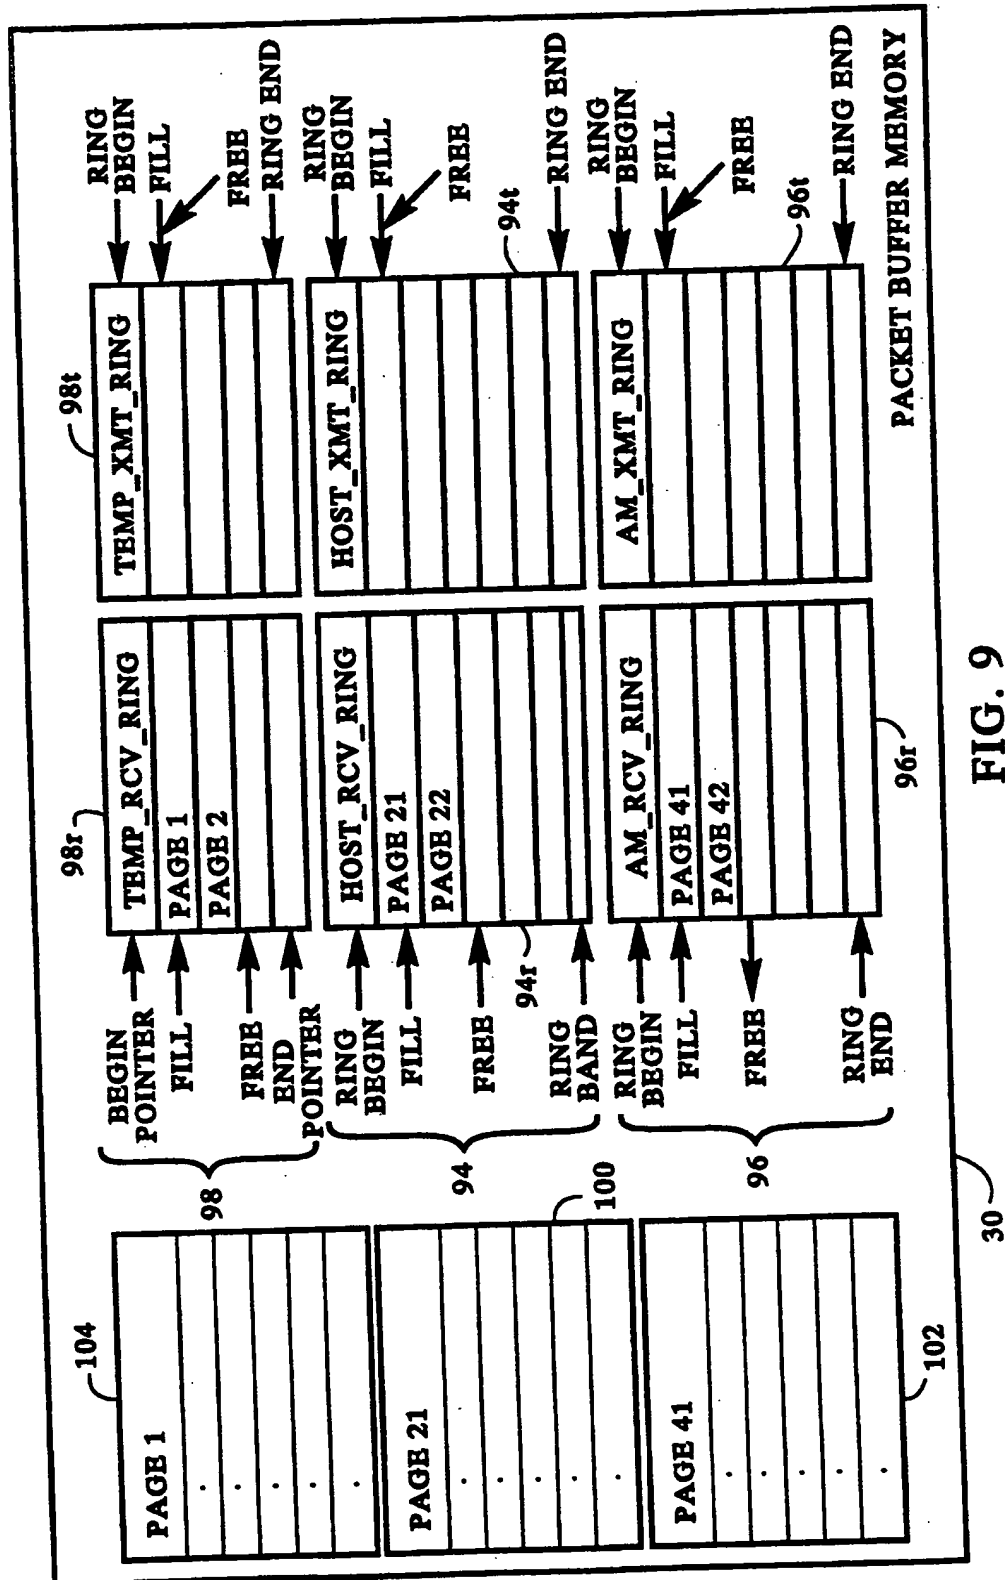 104
PAGE 1
PAGE 21
100
PAGE 41
102
98
94
96
BEGIN
POINTER
FILL
FREE
END
POINTER
RING
BEGIN
FILL
FREE
RING
BAND
RING
BEGIN
FILL
FREE
RING
END
98r
TEMP_RCV_RING
PAGE 1
PAGE 2
HOST_RCV_RING
PAGE 21
PAGE 22
94r
AM_RCV_RING
PAGE 41
PAGE 42
96r
98t
TEMP_XMT_RING
HOST_XMT_RING
94t
AM_XMT_RING
96t
RING
BEGIN
FILL
FREE
RING END
RING
BEGIN
FILL
FREE
RING END
RING
BEGIN
FILL
FREE
RING END
PACKET BUFFER MEMORY
30
FIG. 9